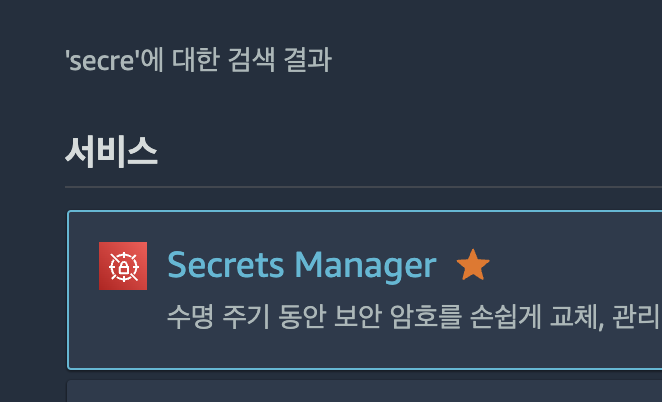 'secre'에 대한 검색 결과
서비스
Secrets Manager
수명 주기 동안 보안 암호를 손쉽게 교체, 관리